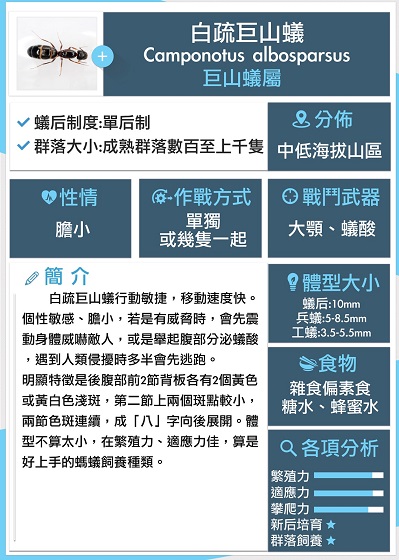 白疏巨山蟻
Camponotus albosparsus
巨山蟻屬
蟻后制度:單后制
群落大小:成熟群落數百至上千隻
分佈
中低海拔山區
性情
膽小
作戰方式
單獨
或幾隻一起
戰鬥武器
大顎、蟻酸
簡介
白疏巨山蟻行動敏捷，移動速度快。
個性敏感、膽小，若是有威脅時，會先震
動身體威嚇敵人，或是舉起腹部分泌蟻酸
，遇到人類侵擾時多半會先逃跑。
明顯特徵是後腹部前2節背板各有2個黃色
或黃白色淺斑，第二節上兩個斑點較小，
兩節色斑連續，成「八」字向後展開。體
型不算太小，在繁殖力、適應力佳，算是
好上手的螞蟻飼養種類。
體型大小
蟻后:10mm
兵蟻:5-8.5mm
工蟻:3.5-5.5mm
食物
雜食偏素食
糖水、蜂蜜水
各項分析
繁殖力
適應力
攀爬力
新后培育 ★
群落飼養 ★